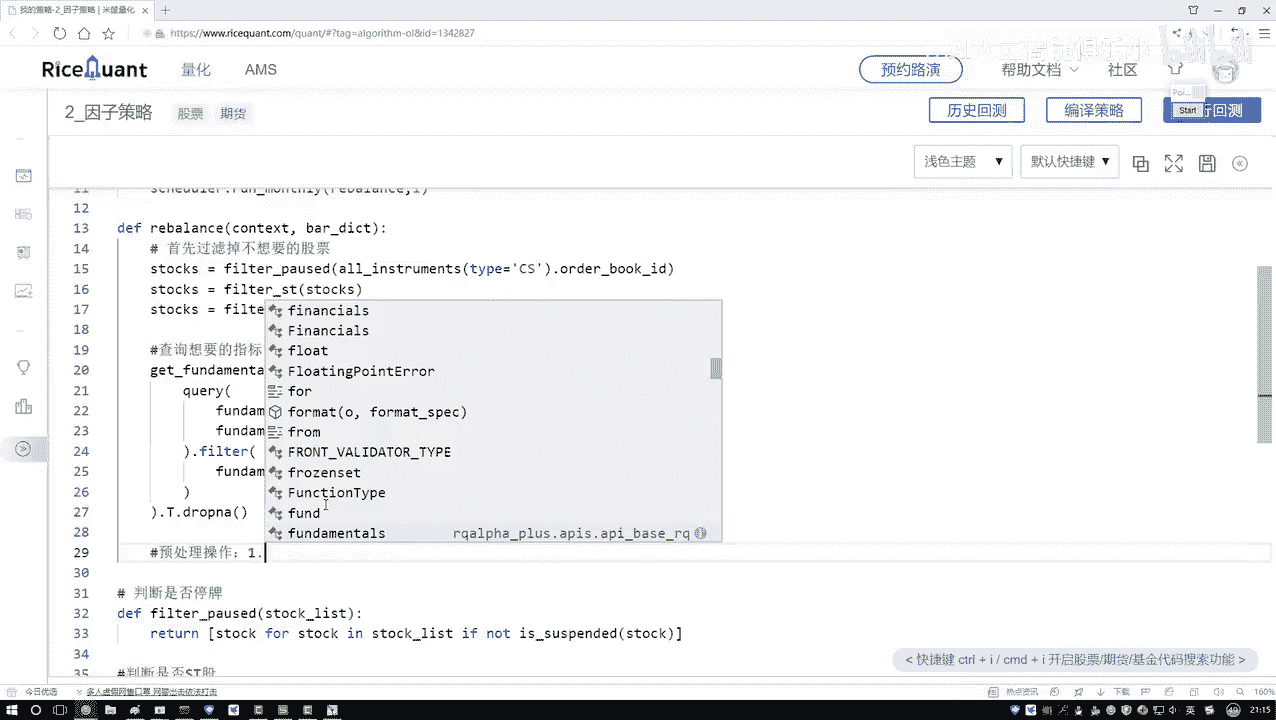 我的策略-2_因子策略 | 米筐量化
https://www.ricequant.com/quant/#?tag=algorithm-ol&id=1342827
RiceQuant 量化 AMS 预约路演 帮助文档 社区
Poi...
Start
2_因子策略 股票 期货 历史回测 编译策略 行回测
浅色主题 默认快捷键
11 scheduler.run_monthly(rebalance,1)
12
13 def rebalance(context, bar_dict):
14 # 首先过滤掉不想要的股票
15 stocks = filter_paused(all_instruments(type='CS').order_book_id)
16 stocks = filter_st(stocks)
17 stocks = filte
18
19 #查询想要的指标
20 get_fundamenta
21 query(
22 fundam
23 fundam
24 ).filter(
25 fundam
26 )
27 ).T.dropna()
28
29 #预处理操作：1.
30
31 # 判断是否停牌
32 def filter_paused(stock_list):
33 return [stock for stock in stock_list if not is_suspended(stock)]
34
35 #判断是否ST股
financials
Financials
float
FloatingPointError
for
format(o, format_spec)
from
FRONT_VALIDATOR_TYPE
frozenset
FunctionType
fund
fundamentals rqalpha_plus.apis.api_base_rq
< 快捷键 ctrl + i / cmd + i 开启股票/期货/基金代码搜索功能 >
今日优选 多人虚假网售口罩 网警出击依法打击 热点资讯 下载 160%
英 21:15